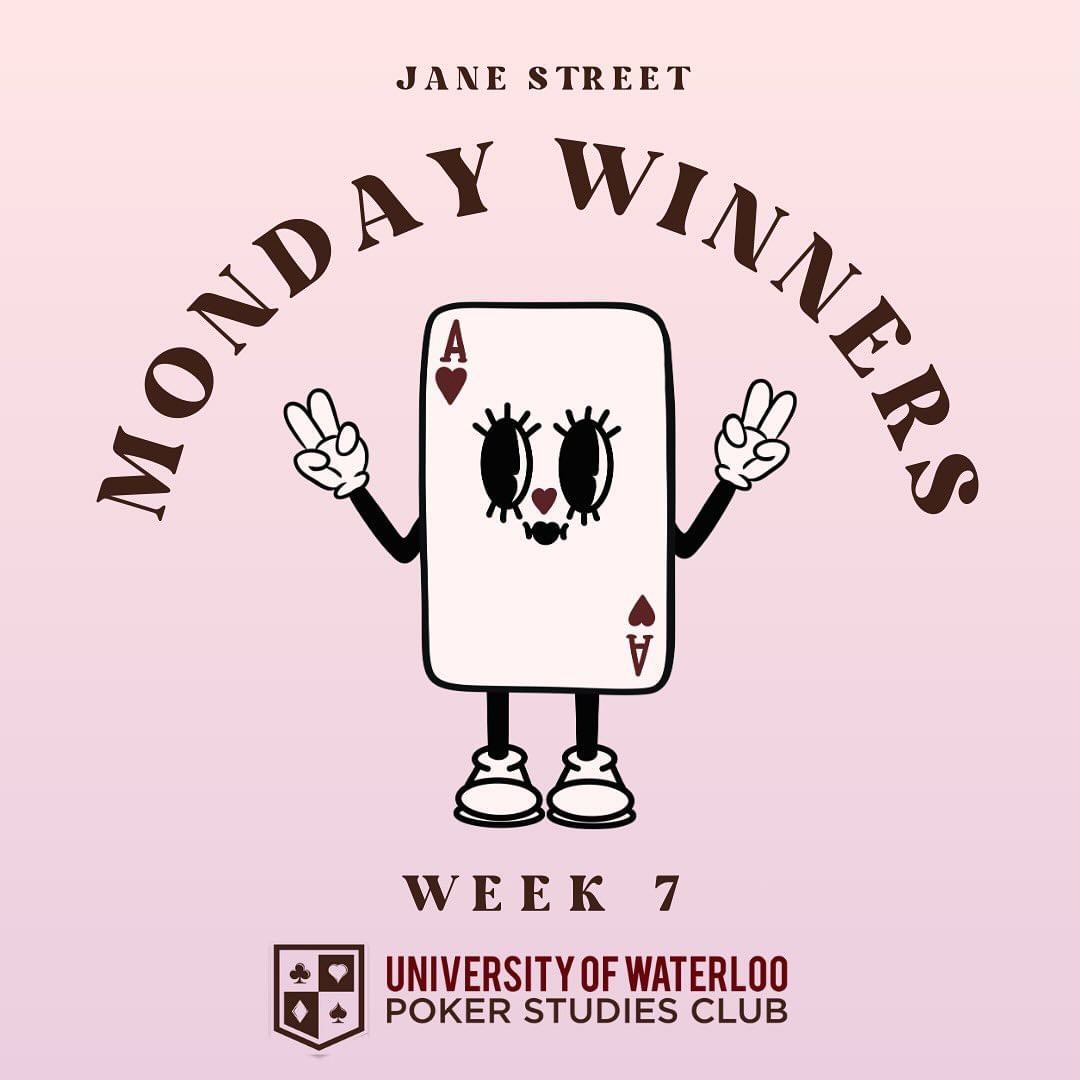 JANE STREET
MONDAY WINNERS
A
A
WEEK 7
UNIVERSITY OF WATERLOO
POKER STUDIES CLUB